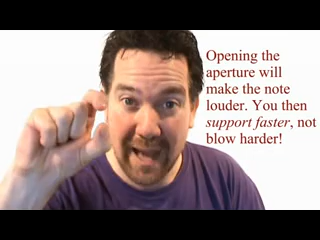 Opening the
aperture will
make the note
louder. You then
support faster, not
blow harder!